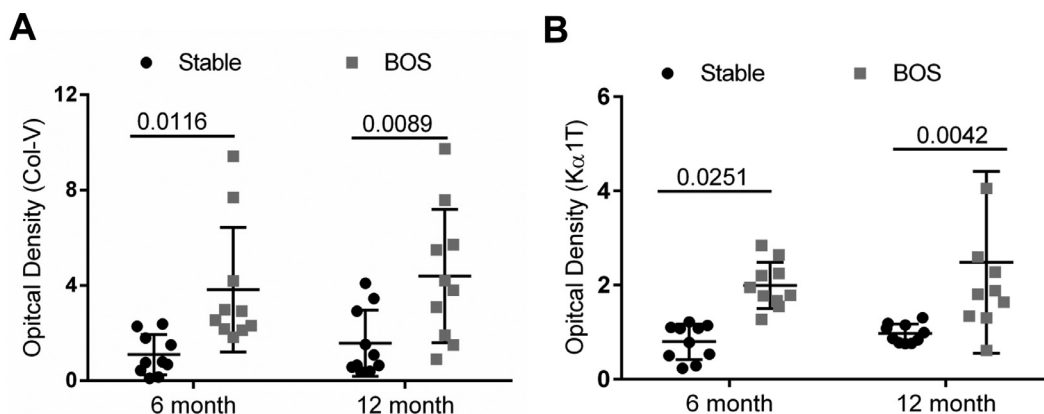 A
Stable BOS
12
8
4
0
Opitcal Density (Col-V)
0.0116
0.0089
6 month 12 month
B
Stable BOS
6
4
2
0
Opitcal Density (Kα1T)
0.0251
0.0042
6 month 12 month